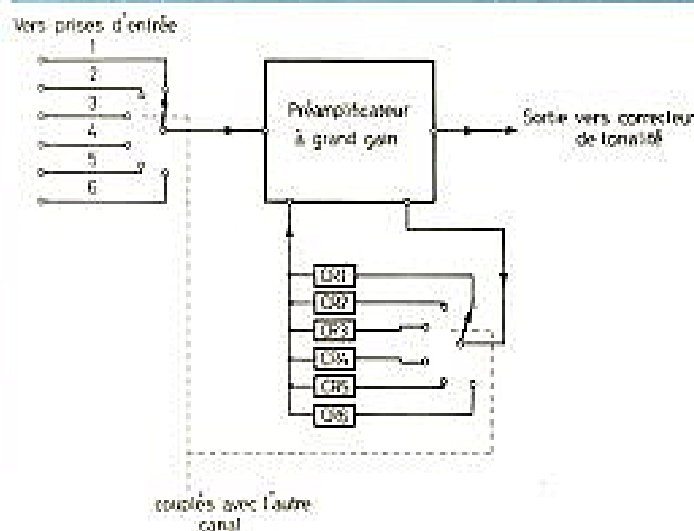 Vers prises d'entrée
1
2
3
4
5
6
Préamplificateur
à grand gain
Sortie vers correcteur
de tonalité
CR1
CR2
CR3
CR4
CR5
CR6
couplés avec l'autre
canal